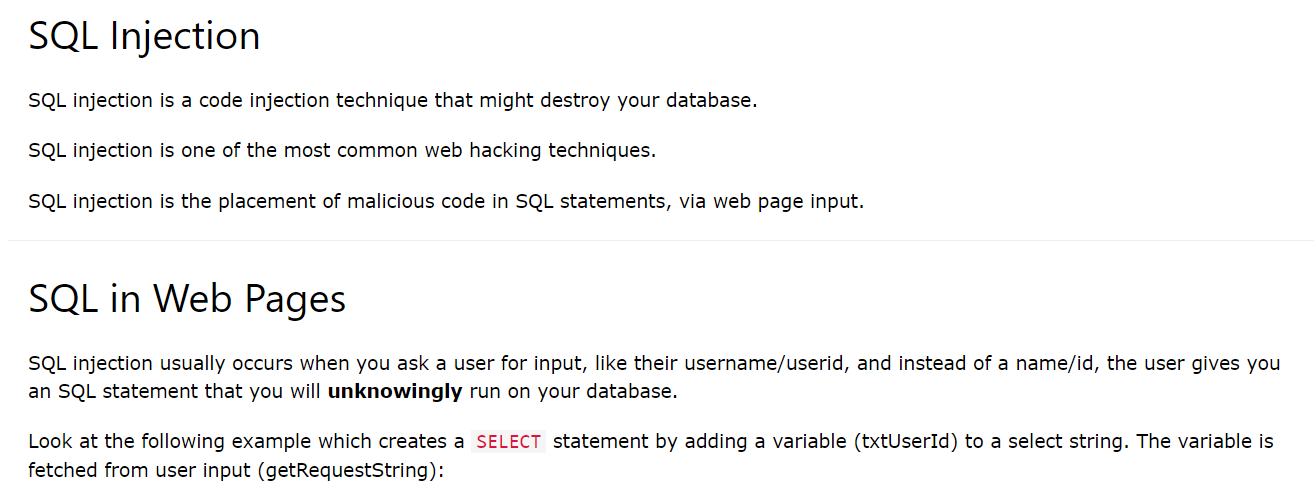 SQL Injection
SQL injection is a code injection technique that might destroy your database.
SQL injection is one of the most common web hacking techniques.
SQL injection is the placement of malicious code in SQL statements, via web page input.
SQL in Web Pages
SQL injection usually occurs when you ask a user for input, like their username/userid, and instead of a name/id, the user gives you
an SQL statement that you will unknowingly run on your database.
Look at the following example which creates a SELECT statement by adding a variable (txtUserId) to a select string. The variable is
fetched from user input (getRequestString):